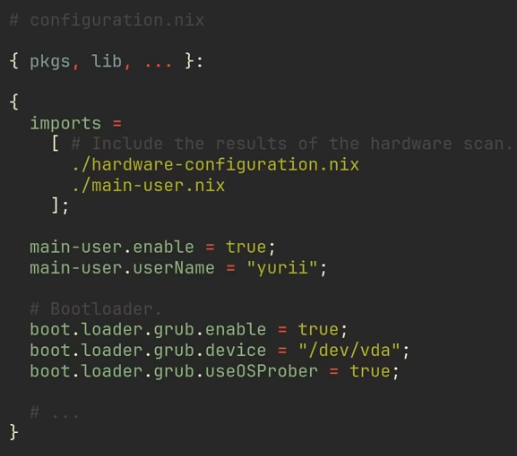 # configuration.nix
{ pkgs, lib, ... }:
{
imports =
[ # Include the results of the hardware scan.
./hardware-configuration.nix
./main-user.nix
];
main-user.enable = true;
main-user.userName = "yurii";
# Bootloader.
boot.loader.grub.enable = true;
boot.loader.grub.device = "/dev/vda";
boot.loader.grub.useOSProber = true;
# ...
}